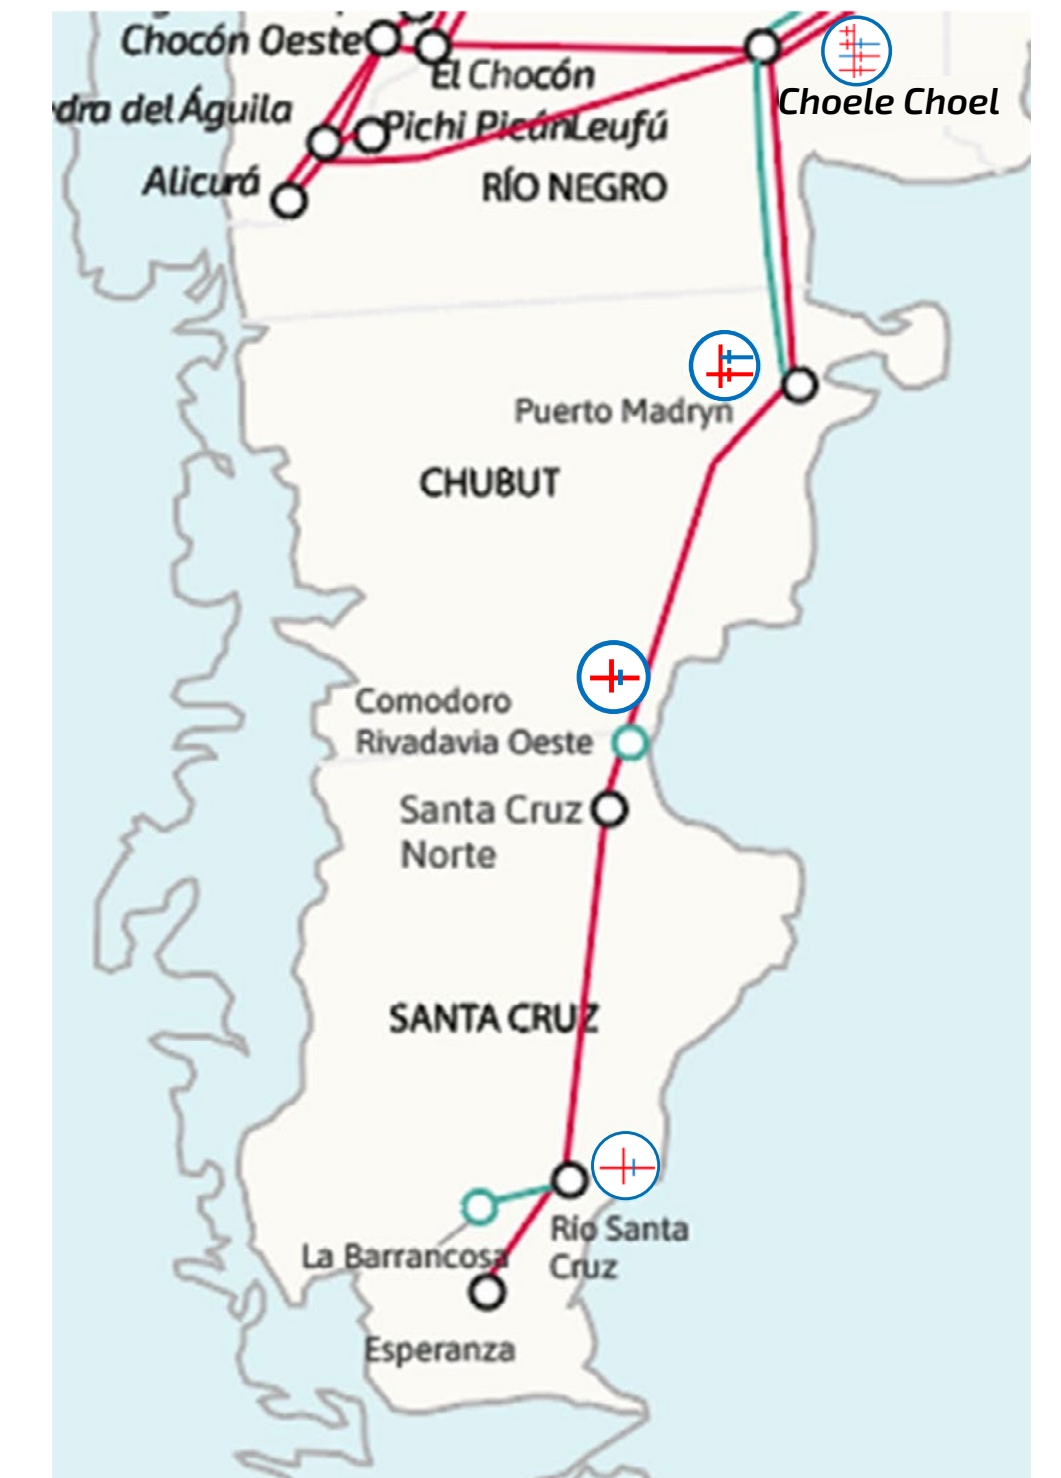 Chocón Oeste
El Chocón
Choele Choel
dra del Águila
Pichi Picún Leufú
Alicurá
RÍO NEGRO
Puerto Madryn
CHUBUT
Comodoro
Rivadavia Oeste
Santa Cruz
Norte
SANTA CRUZ
Río Santa
Cruz
La Barrancosa
Esperanza